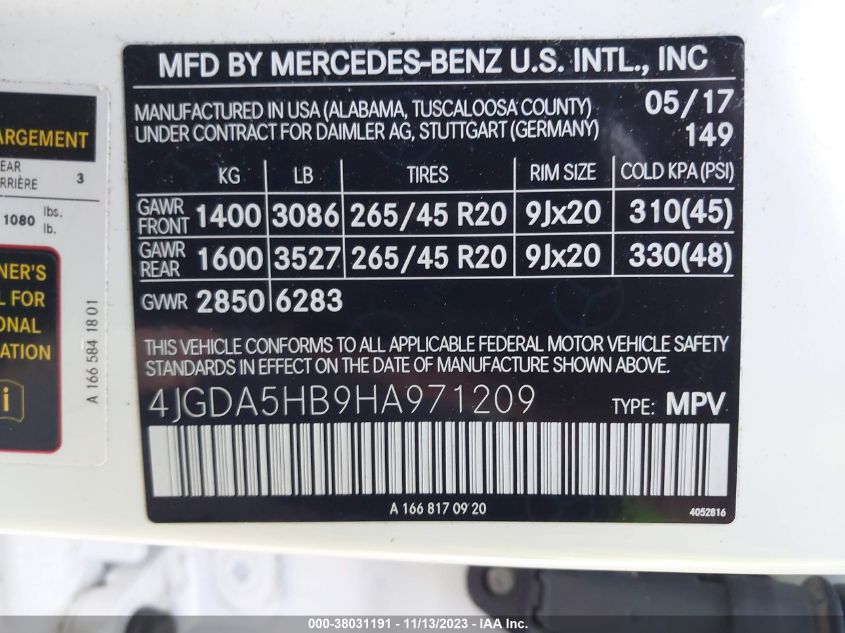 MFD BY MERCEDES-BENZ U.S. INTL., INC
MANUFACTURED IN USA (ALABAMA, TUSCALOOSA COUNTY) 05/17
UNDER CONTRACT FOR DAIMLER AG, STUTTGART (GERMANY) 149
KG LB TIRES RIM SIZE COLD KPA(PSI)
GAWR FRONT 1400 3086 265/45 R20 9Jx20 310(45)
GAWR REAR 1600 3527 265/45 R20 9Jx20 330(48)
GVWR 2850 6283
THIS VEHICLE CONFORMS TO ALL APPLICABLE FEDERAL MOTOR VEHICLE SAFETY
STANDARDS IN EFFECT ON THE DATE OF MANUFACTURE SHOWN ABOVE.
4JGDA5HB9HA971209 TYPE: MPV
A 166 817 09 20 4052816
ARGEMENT
EAR
RRIÈRE 3
1080 lbs.
lb.
NER'S
L FOR
ONAL
ATION
i
A 166 584 18 01
000-38031191 - 11/13/2023 - IAA Inc.